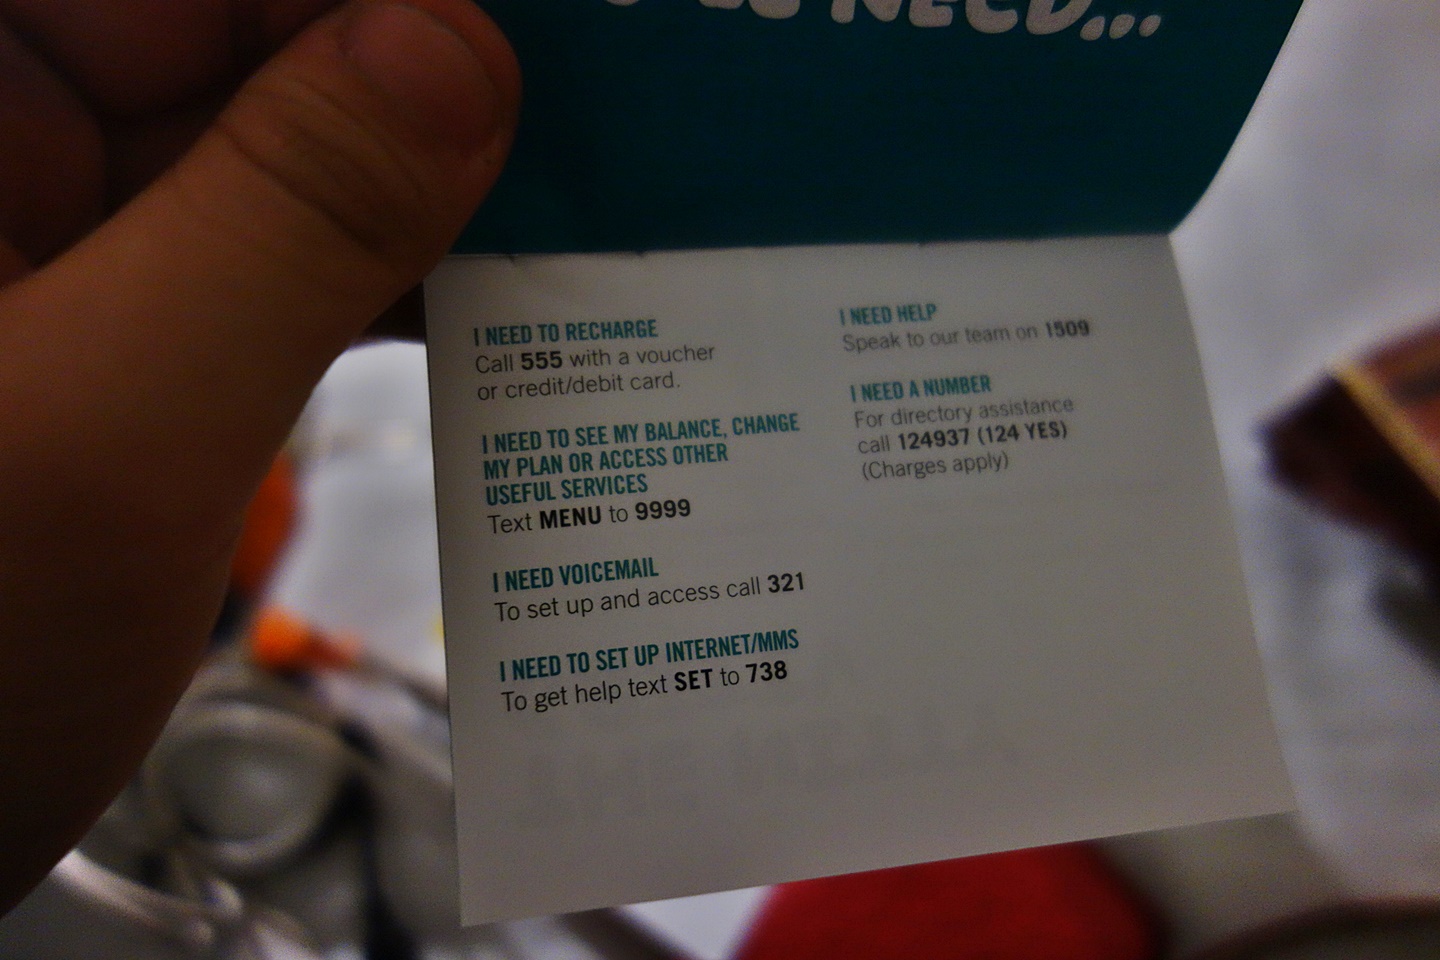 NEED...
I NEED TO RECHARGE
Call 555 with a voucher
or credit/debit card.
I NEED TO SEE MY BALANCE, CHANGE
MY PLAN OR ACCESS OTHER
USEFUL SERVICES
Text MENU to 9999
I NEED VOICEMAIL
To set up and access call 321
I NEED TO SET UP INTERNET/MMS
To get help text SET to 738
I NEED HELP
Speak to our team on 1509
I NEED A NUMBER
For directory assistance
call 124937 (124 YES)
(Charges apply)